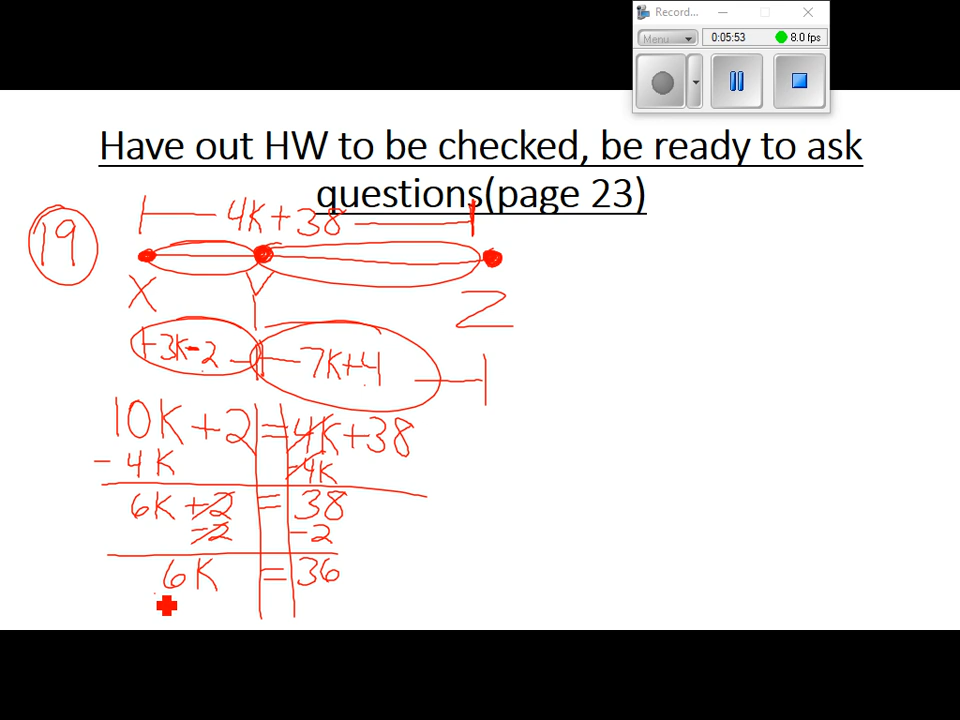 Record...
Menu
0:05:53
8.0 fps
Have out HW to be checked, be ready to ask
questions(page 23)
19
4K+38
X Y Z
3K-2 7K+4
10K+2=4K+38
-4K -4K
6K+2 = 38
-2 -2
6K = 36